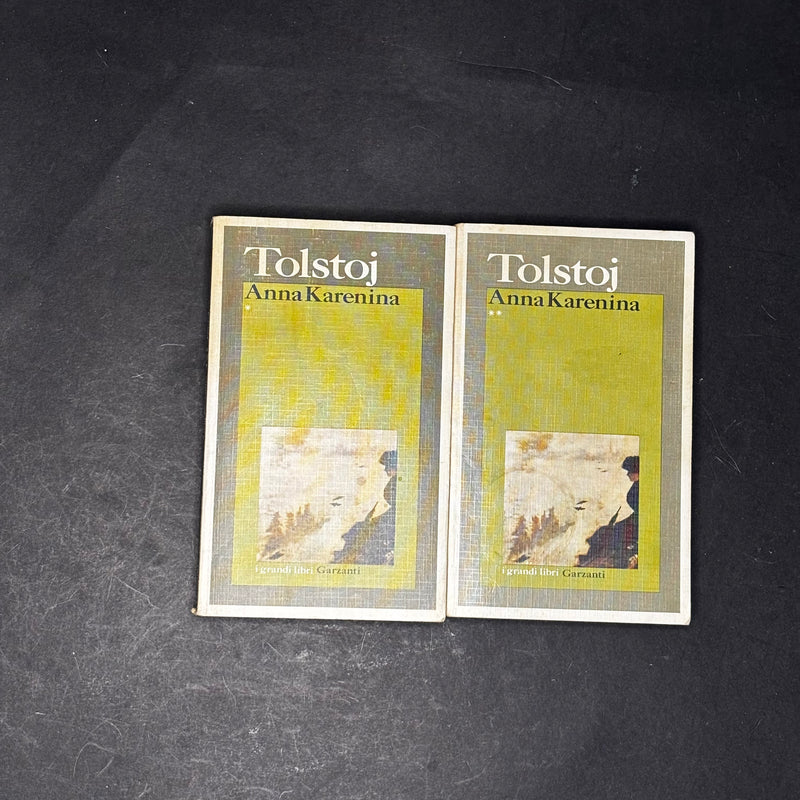 Tolstoj
Anna Karenina
*
i grandi libri Garzanti
Tolstoj
Anna Karenina
**
i grandi libri Garzanti